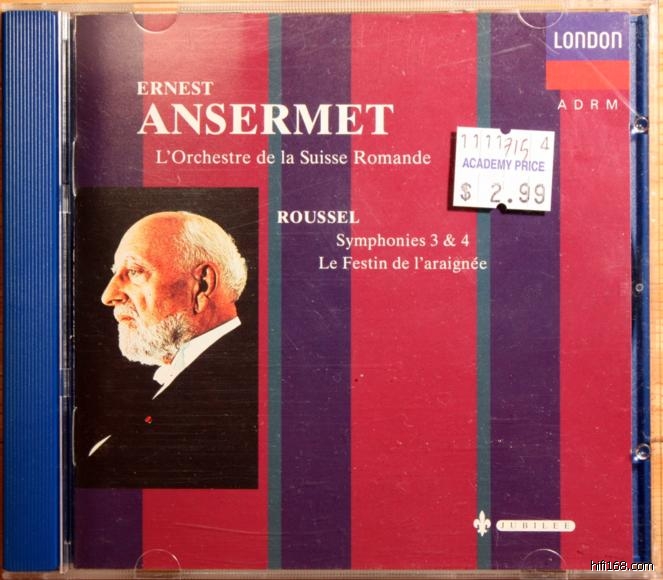 LONDON
ADRM
ERNEST
ANSERMET
L'Orchestre de la Suisse Romande
11117154
ACADEMY PRICE
$ 2.99
ROUSSEL
Symphonies 3 & 4
Le Festin de l'araignée
JUBILEE
hifi168.com